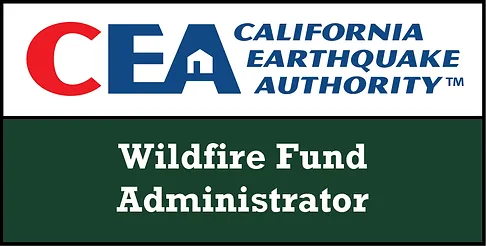 CEA CALIFORNIA
EARTHQUAKE
AUTHORITY™
Wildfire Fund
Administrator